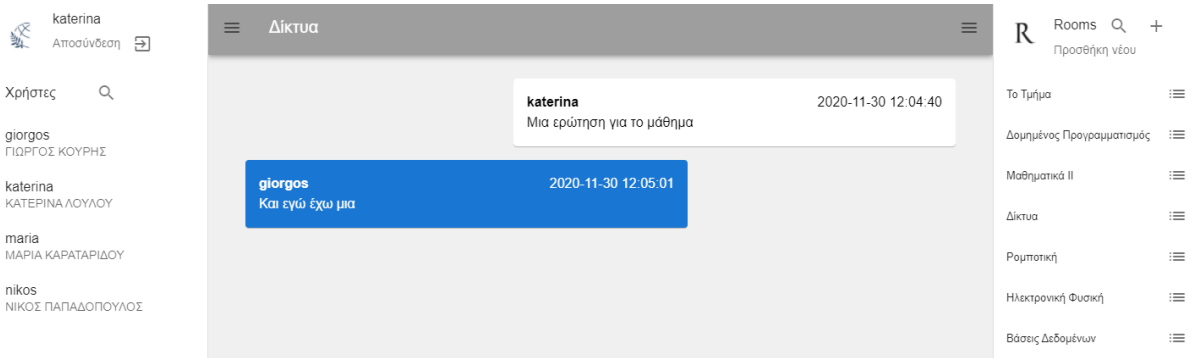 katerina
Αποσύνδεση
Χρήστες
giorgos
ΓΙΩΡΓΟΣ ΚΟΥΡΗΣ
katerina
ΚΑΤΕΡΙΝΑ ΛΟΥΛΟΥ
maria
ΜΑΡΙΑ ΚΑΡΑΤΑΡΙΔΟΥ
nikos
ΝΙΚΟΣ ΠΑΠΑΔΟΠΟΥΛΟΣ
Δίκτυα
katerina 2020-11-30 12:04:40
Μια ερώτηση για το μάθημα
giorgos 2020-11-30 12:05:01
Και εγώ έχω μια
R
Rooms
Προσθήκη νέου
Το Τμήμα
Δομημένος Προγραμματισμός
Μαθηματικά ΙΙ
Δίκτυα
Ρομποτική
Ηλεκτρονική Φυσική
Βάσεις Δεδομένων